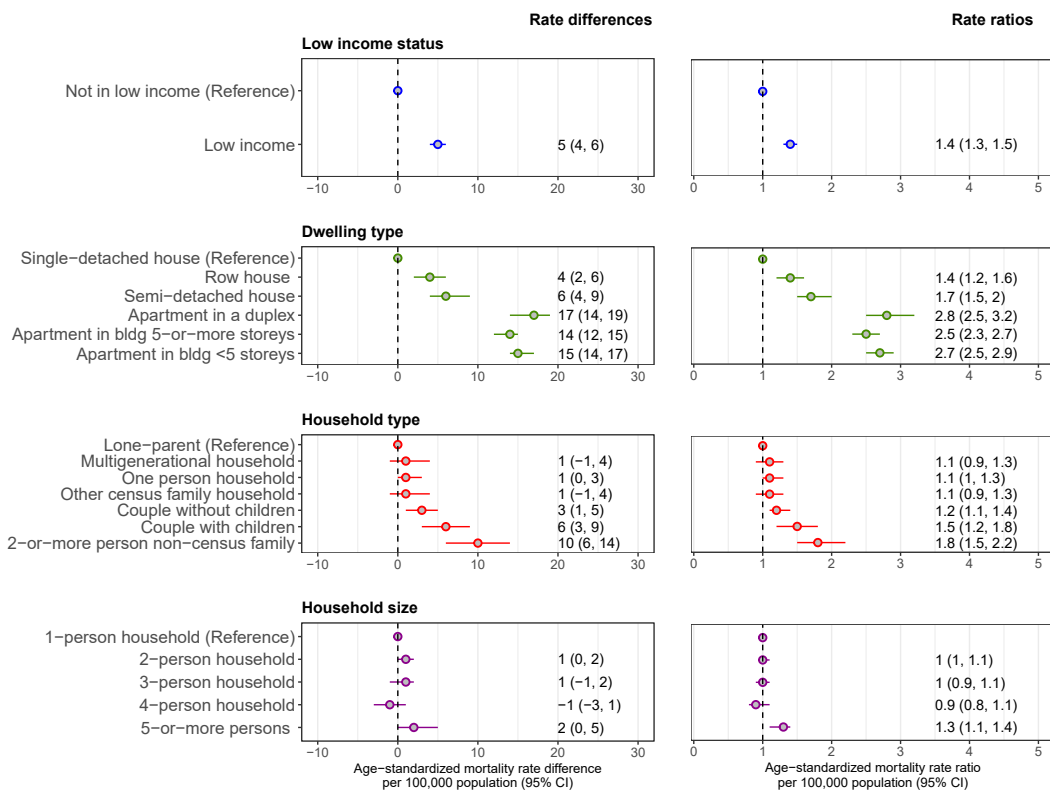 Rate differences
Rate ratios
Low income status
Not in low income (Reference)
Low income
5 (4, 6)
1.4 (1.3, 1.5)
−10 0 10 20 30
0 1 2 3 4 5
Dwelling type
Single−detached house (Reference)
Row house
4 (2, 6)
1.4 (1.2, 1.6)
Semi−detached house
6 (4, 9)
1.7 (1.5, 2)
Apartment in a duplex
17 (14, 19)
2.8 (2.5, 3.2)
Apartment in bldg 5−or−more storeys
14 (12, 15)
2.5 (2.3, 2.7)
Apartment in bldg <5 storeys
15 (14, 17)
2.7 (2.5, 2.9)
−10 0 10 20 30
0 1 2 3 4 5
Household type
Lone−parent (Reference)
Multigenerational household
1 (−1, 4)
1.1 (0.9, 1.3)
One person household
1 (0, 3)
1.1 (1, 1.3)
Other census family household
1 (−1, 4)
1.1 (0.9, 1.3)
Couple without children
3 (1, 5)
1.2 (1.1, 1.4)
Couple with children
6 (3, 9)
1.5 (1.2, 1.8)
2−or−more person non−census family
10 (6, 14)
1.8 (1.5, 2.2)
−10 0 10 20 30
0 1 2 3 4 5
Household size
1−person household (Reference)
2−person household
1 (0, 2)
1 (1, 1.1)
3−person household
1 (−1, 2)
1 (0.9, 1.1)
4−person household
−1 (−3, 1)
0.9 (0.8, 1.1)
5−or−more persons
2 (0, 5)
1.3 (1.1, 1.4)
−10 0 10 20 30
0 1 2 3 4 5
Age−standardized mortality rate difference
per 100,000 population (95% CI)
Age−standardized mortality rate ratio
per 100,000 population (95% CI)